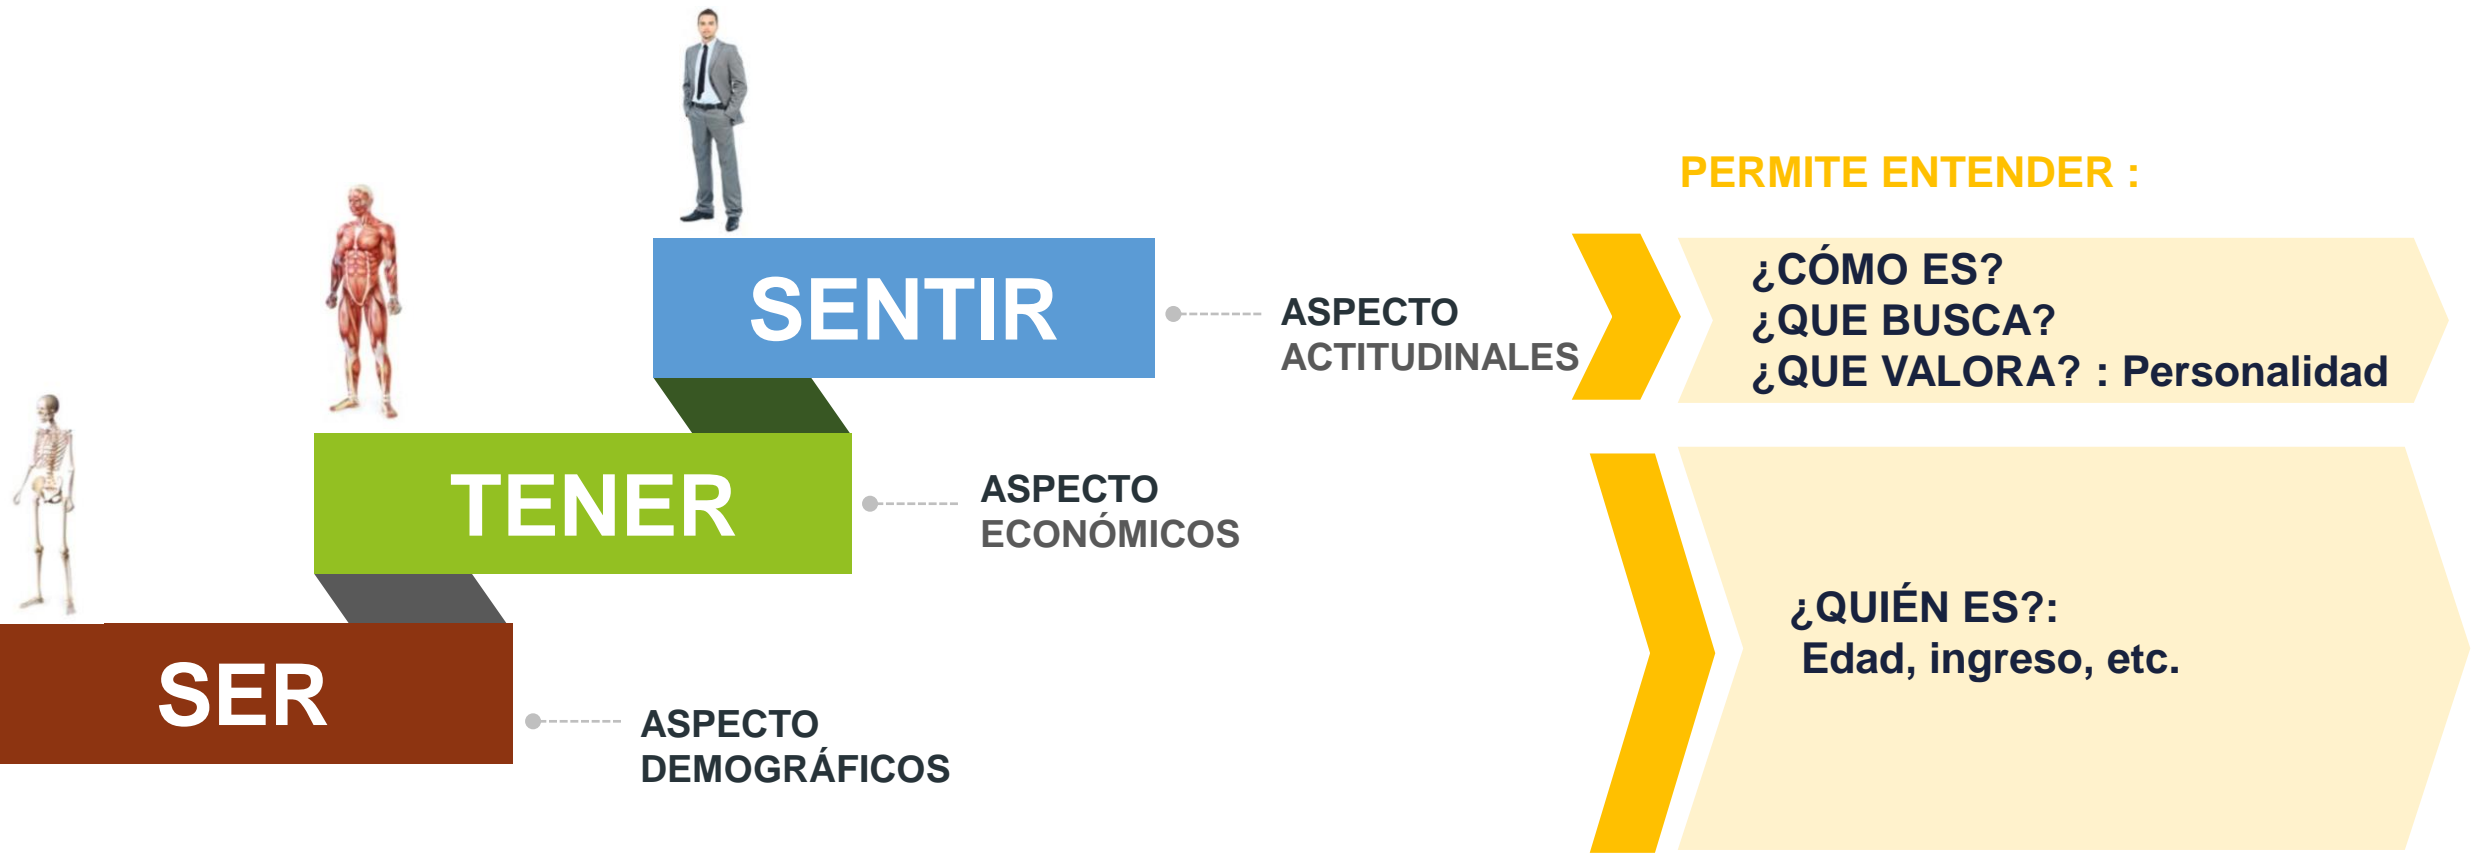 PERMITE ENTENDER :
SENTIR
ASPECTO
ACTITUDINALES
¿CÓMO ES?
¿QUE BUSCA?
¿QUE VALORA? : Personalidad
TENER
ASPECTO
ECONÓMICOS
¿QUIÉN ES?:
Edad, ingreso, etc.
SER
ASPECTO
DEMOGRÁFICOS